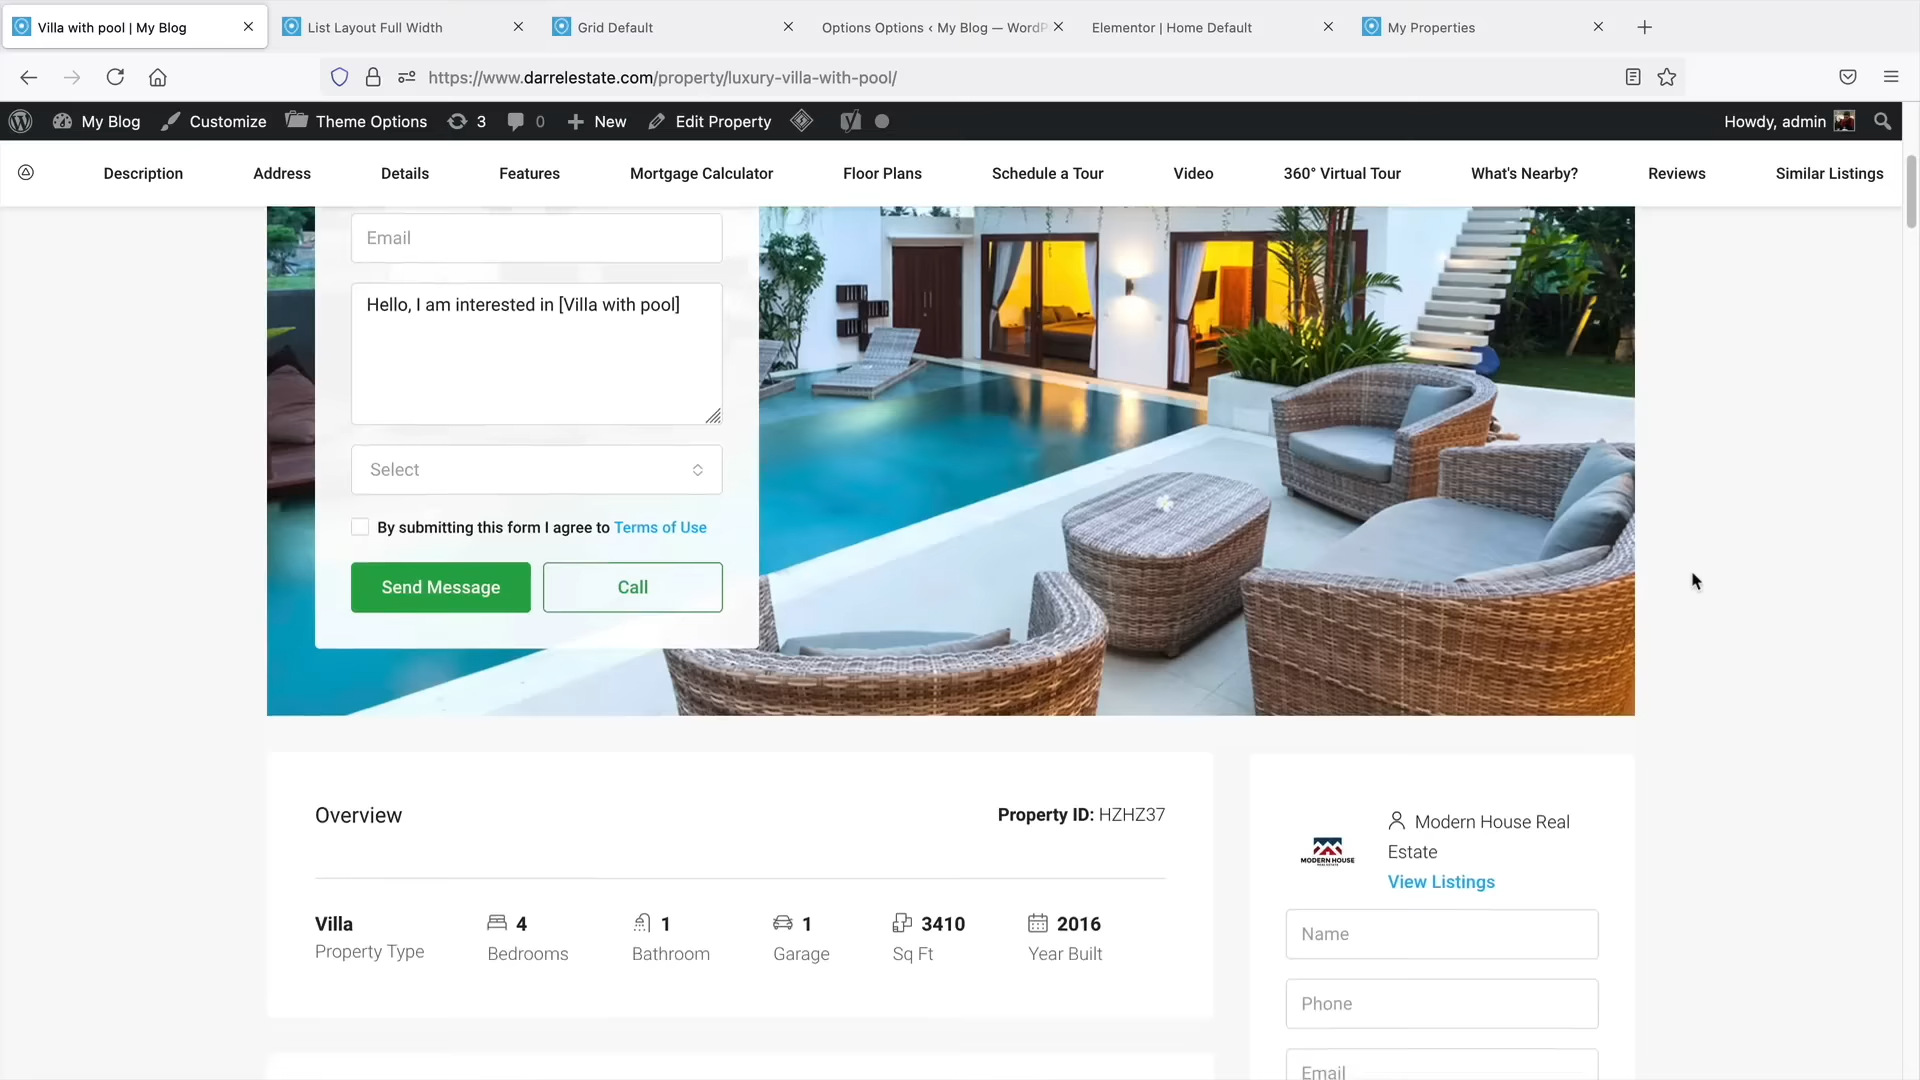 Villa with pool | My Blog
List Layout Full Width
Grid Default
Options Options ‹ My Blog — WordP
Elementor | Home Default
My Properties
https://www.darrelestate.com/property/luxury-villa-with-pool/
My Blog
Customize
Theme Options
3
0
New
Edit Property
Howdy, admin
Description
Address
Details
Features
Mortgage Calculator
Floor Plans
Schedule a Tour
Video
360° Virtual Tour
What's Nearby?
Reviews
Similar Listings
Email
Hello, I am interested in [Villa with pool]
Select
By submitting this form I agree to Terms of Use
Send Message
Call
Overview
Property ID: HZHZ37
Villa
Property Type
4
Bedrooms
1
Bathroom
1
Garage
3410
Sq Ft
2016
Year Built
MODERN HOUSE
Modern House Real
Estate
View Listings
Name
Phone
Email